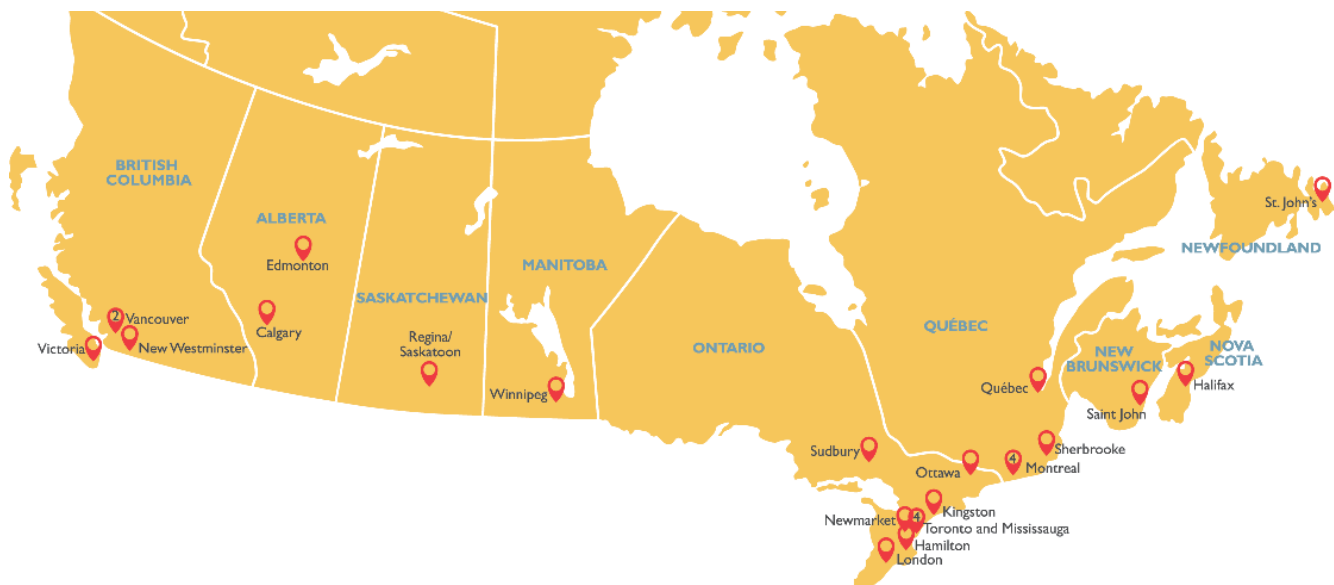 BRITISH
COLUMBIA
ALBERTA
Edmonton
SASKATCHEWAN
MANITOBA
ONTARIO
QUÉBEC
St. John's
NEWFOUNDLAND
2
Vancouver
Victoria
New Westminster
Calgary
Regina/
Saskatoon
Winnipeg
Québec
NEW
BRUNSWICK
NOVA
SCOTIA
Halifax
Saint John
Sudbury
Ottawa
4
Montreal
Sherbrooke
Kingston
Newmarket
4
Toronto and Mississauga
Hamilton
London